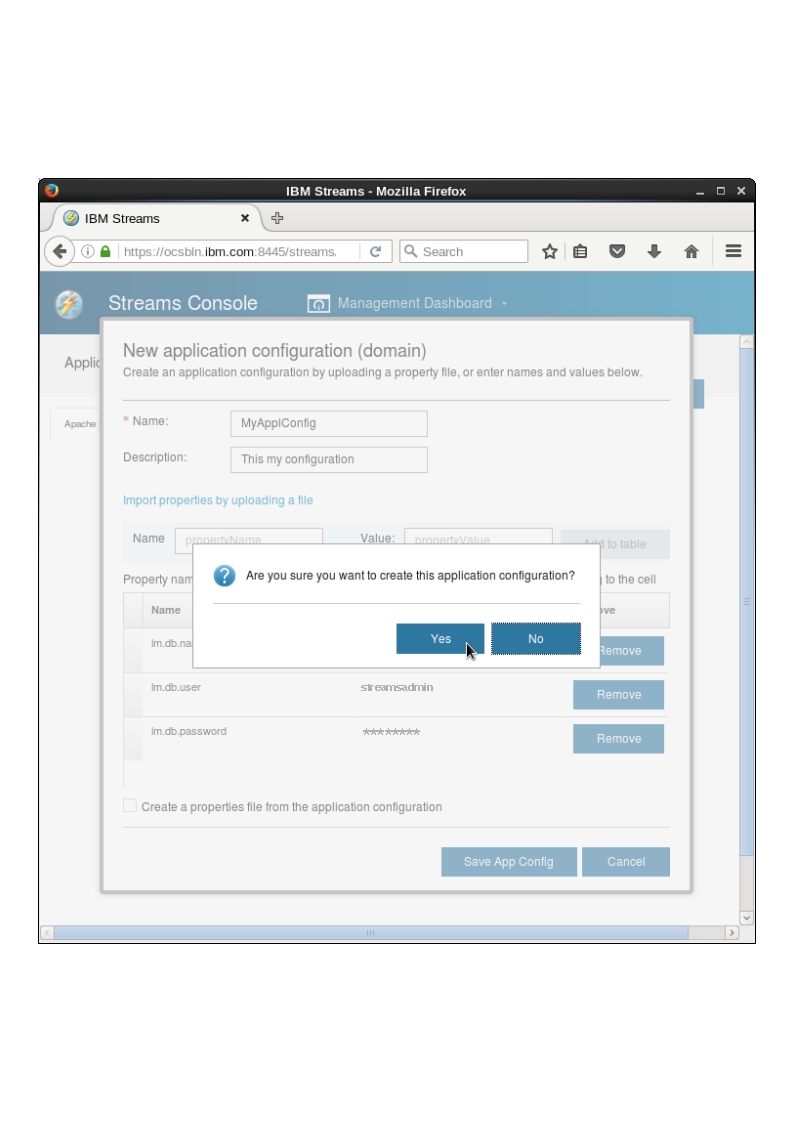 IBM Streams - Mozilla Firefox
IBM Streams
https://ocsbln.ibm.com:8445/streams. Search
Streams Console Management Dashboard
New application configuration (domain)
Applic
Create an application configuration by uploading a property file, or enter names and values below.
* Name: MyApplConfig
Apache
Description: This my configuration
Import properties by uploading a file
Name propertyName Value: propertyValue Add to table
Are you sure you want to create this application configuration?
Property nam to the cell
Name
Yes No
lm.db.na Remove
lm.db.user streamsadmin Remove
lm.db.password ******** Remove
Create a properties file from the application configuration
Save App Config Cancel